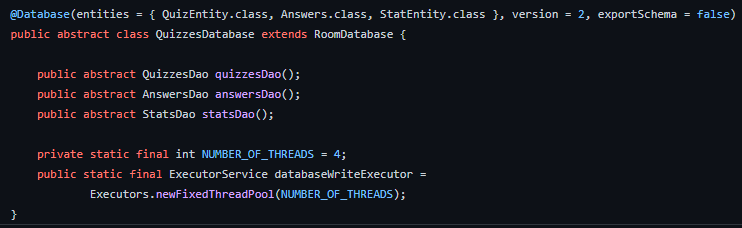 @Database(entities = { QuizEntity.class, Answers.class, StatEntity.class }, version = 2, exportSchema = false)
public abstract class QuizzesDatabase extends RoomDatabase {
public abstract QuizzesDao quizzesDao();
public abstract AnswersDao answersDao();
public abstract StatsDao statsDao();
private static final int NUMBER_OF_THREADS = 4;
public static final ExecutorService databaseWriteExecutor =
Executors.newFixedThreadPool(NUMBER_OF_THREADS);
}